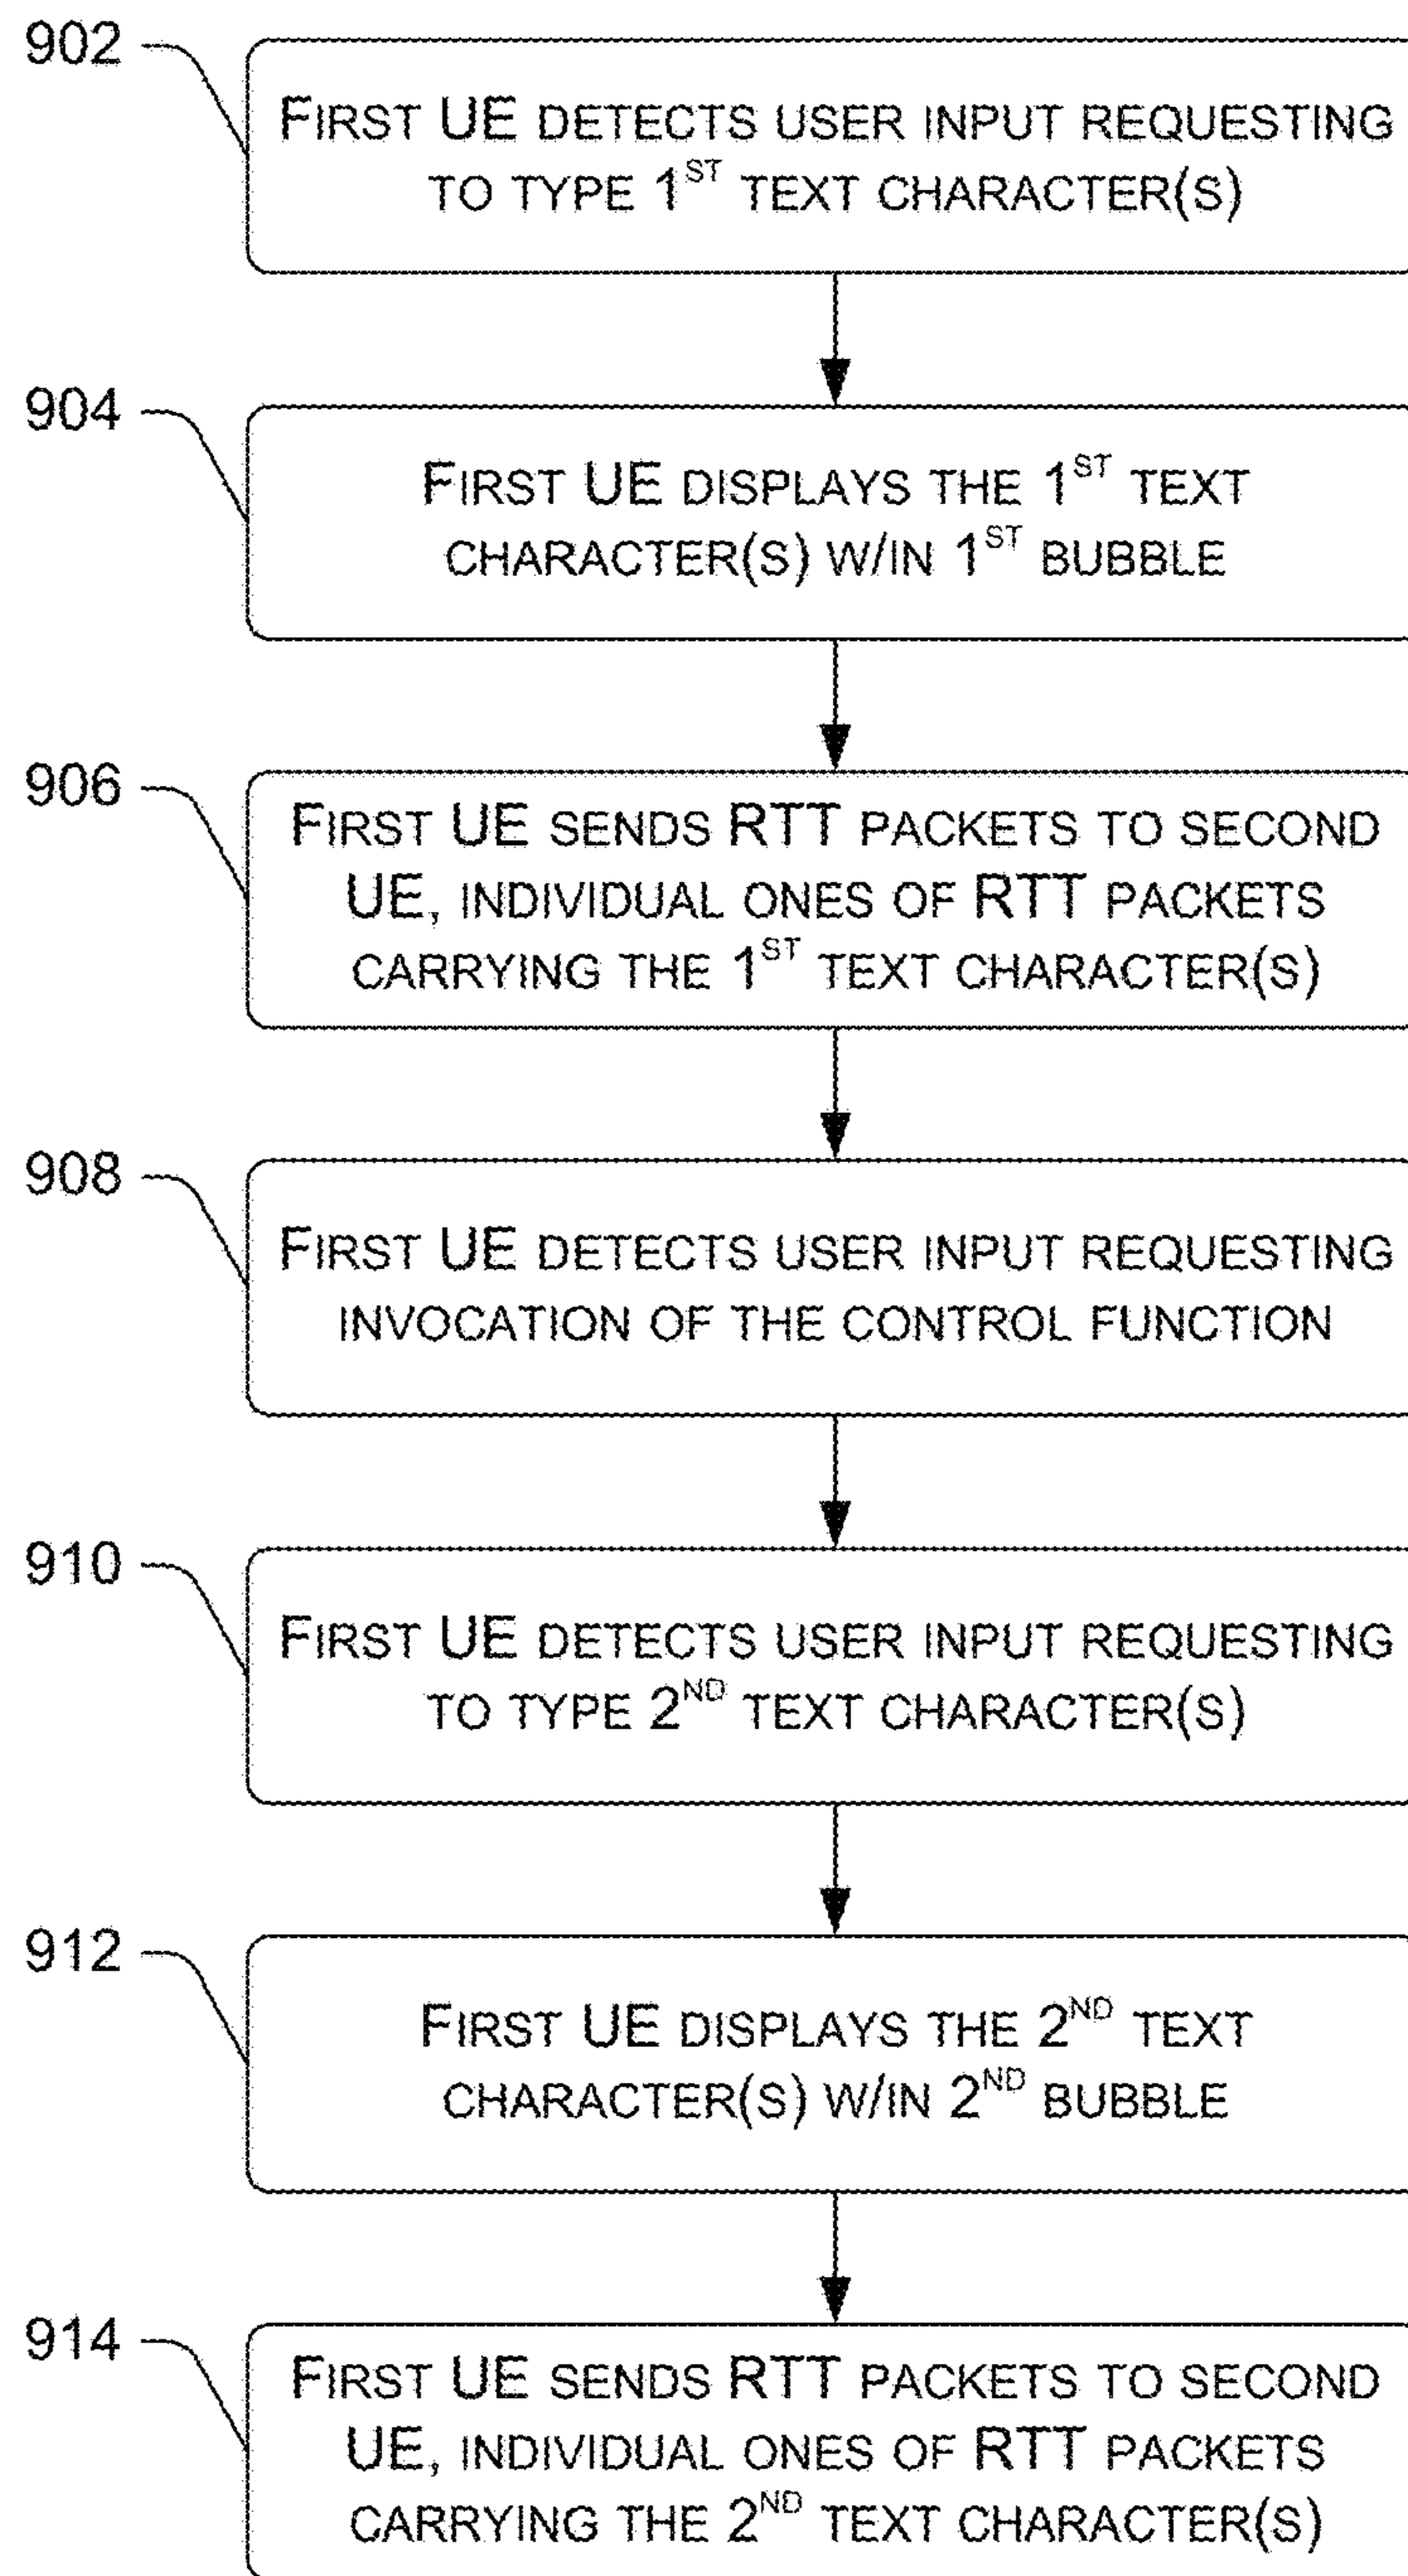 902
FIRST UE DETECTS USER INPUT REQUESTING
TO TYPE 1ST TEXT CHARACTER(S)
904
FIRST UE DISPLAYS THE 1ST TEXT
CHARACTER(S) W/IN 1ST BUBBLE
906
FIRST UE SENDS RTT PACKETS TO SECOND
UE, INDIVIDUAL ONES OF RTT PACKETS
CARRYING THE 1ST TEXT CHARACTER(S)
908
FIRST UE DETECTS USER INPUT REQUESTING
INVOCATION OF THE CONTROL FUNCTION
910
FIRST UE DETECTS USER INPUT REQUESTING
TO TYPE 2ND TEXT CHARACTER(S)
912
FIRST UE DISPLAYS THE 2ND TEXT
CHARACTER(S) W/IN 2ND BUBBLE
914
FIRST UE SENDS RTT PACKETS TO SECOND
UE, INDIVIDUAL ONES OF RTT PACKETS
CARRYING THE 2ND TEXT CHARACTER(S)